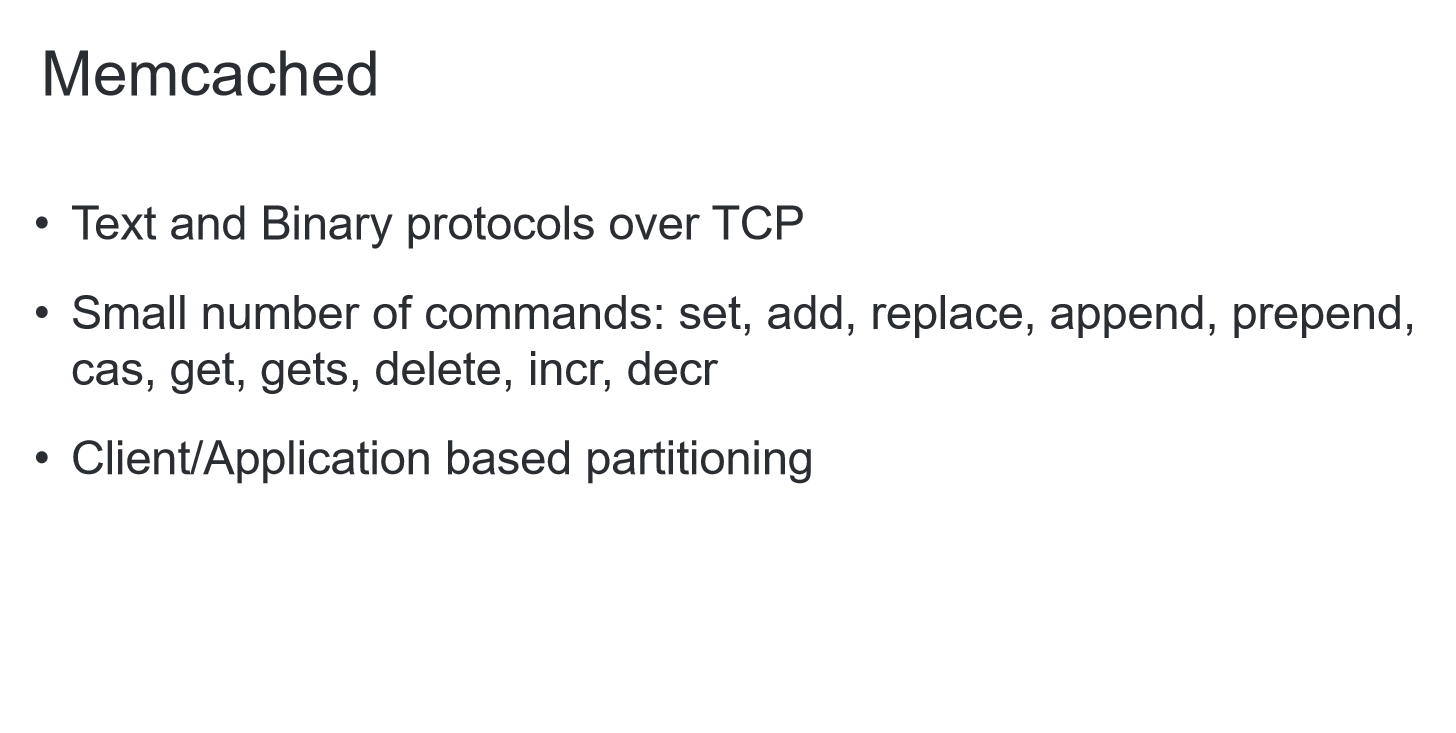 Memcached
• Text and Binary protocols over TCP
• Small number of commands: set, add, replace, append, prepend,
cas, get, gets, delete, incr, decr
• Client/Application based partitioning